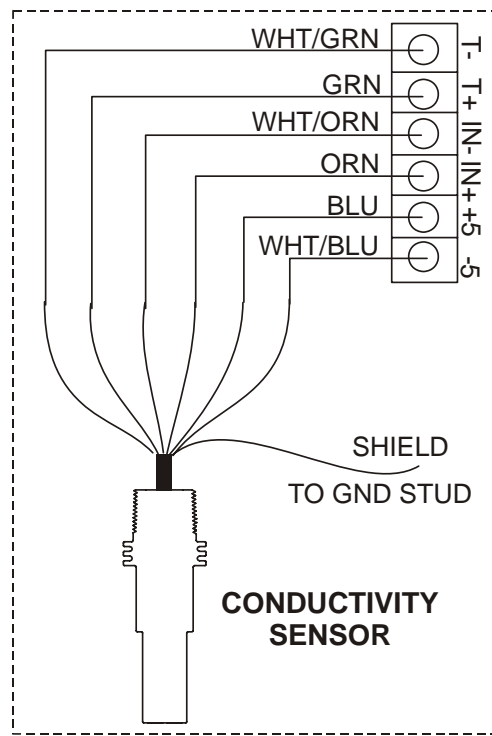 WHT/GRN T-
GRN T+
WHT/ORN IN-
ORN IN+
BLU +5
WHT/BLU -5
SHIELD
TO GND STUD
CONDUCTIVITY
SENSOR